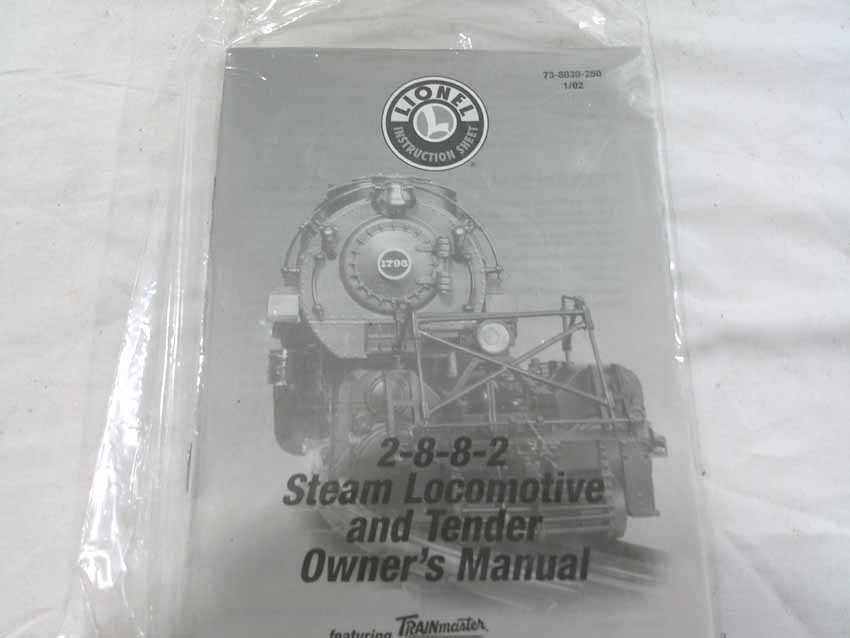 73-8030-250
1/02
LIONEL
L
INSTRUCTION SHEET
1798
2-8-8-2
Steam Locomotive
and Tender
Owner's Manual
featuring TRAINmaster